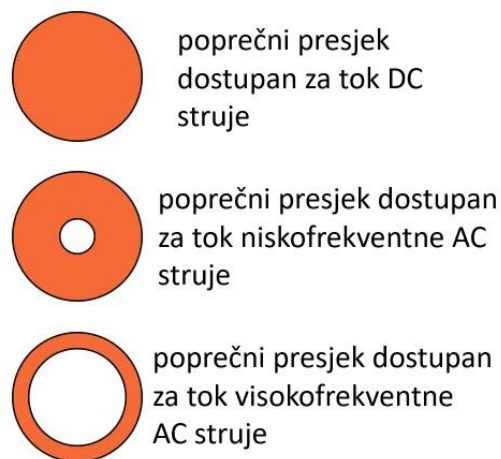 poprečni presjek
dostupan za tok DC
struje
poprečni presjek dostupan
za tok niskofrekventne AC
struje
poprečni presjek dostupan
za tok visokofrekventne
AC struje